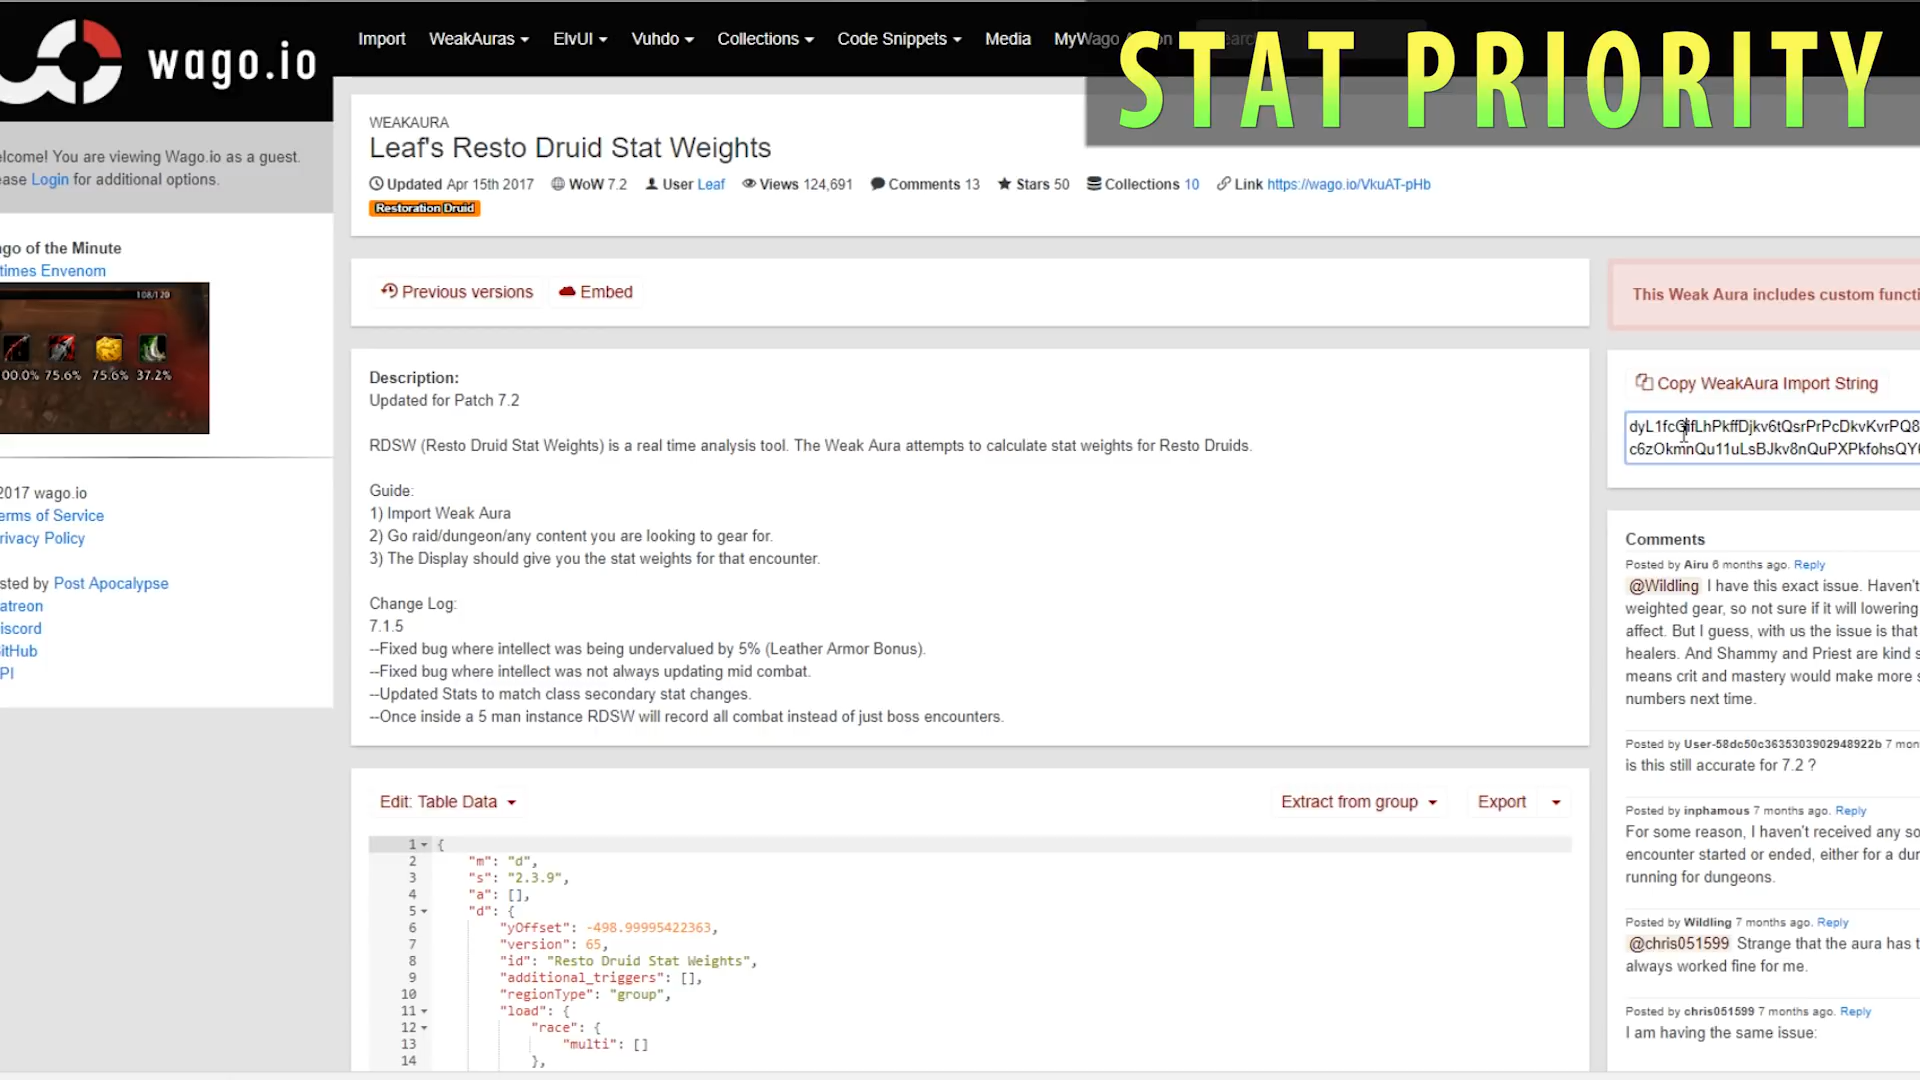 wago.io
Import WeakAuras ElvUI Vuhdo Collections Code Snippets Media
STAT PRIORITY
elcome! You are viewing Wago.io as a guest.
ease Login for additional options.
ago of the Minute
times Envenom
108/120
00.0% 75.6% 75.6% 37.2%
2017 wago.io
erms of Service
rivacy Policy
sted by Post Apocalypse
atreon
iscord
itHub
PI
WEAKAURA
Leaf's Resto Druid Stat Weights
Updated Apr 15th 2017 WoW 7.2 User Leaf Views 124,691 Comments 13 Stars 50 Collections 10 Link https://wago.io/VkuAT-pHb
Restoration Druid
Previous versions Embed
Description:
Updated for Patch 7.2
RDSW (Resto Druid Stat Weights) is a real time analysis tool. The Weak Aura attempts to calculate stat weights for Resto Druids.
Guide:
1) Import Weak Aura
2) Go raid/dungeon/any content you are looking to gear for.
3) The Display should give you the stat weights for that encounter.
Change Log:
7.1.5
--Fixed bug where intellect was being undervalued by 5% (Leather Armor Bonus).
--Fixed bug where intellect was not always updating mid combat.
--Updated Stats to match class secondary stat changes.
--Once inside a 5 man instance RDSW will record all combat instead of just boss encounters.
Edit: Table Data Extract from group Export
1 {
2 "m": "d",
3 "s": "2.3.9",
4 "a": [],
5 "d": {
6 "yOffset": -498.99995422363,
7 "version": 65,
8 "id": "Resto Druid Stat Weights",
9 "additional_triggers": [],
10 "regionType": "group",
11 "load": {
12 "race": {
13 "multi": []
14 },
This Weak Aura includes custom functi
Copy WeakAura Import String
c6zOkmnQu11uLsBJkv8nQuPXPkfohsQY
Comments
Posted by Airu 6 months ago. Reply
@Wildling I have this exact issue. Haven't
weighted gear, so not sure if it will lowering
affect. But I guess, with us the issue is that
healers. And Shammy and Priest are kind s
means crit and mastery would make more s
numbers next time.
Posted by User-58dc50c3635303902948922b 7 mon
is this still accurate for 7.2 ?
Posted by inphamous 7 months ago. Reply
For some reason, I haven't received any so
encounter started or ended, either for a du
running for dungeons.
Posted by Wildling 7 months ago. Reply
@chris051599 Strange that the aura has t
always worked fine for me.
Posted by chris051599 7 months ago. Reply
I am having the same issue: